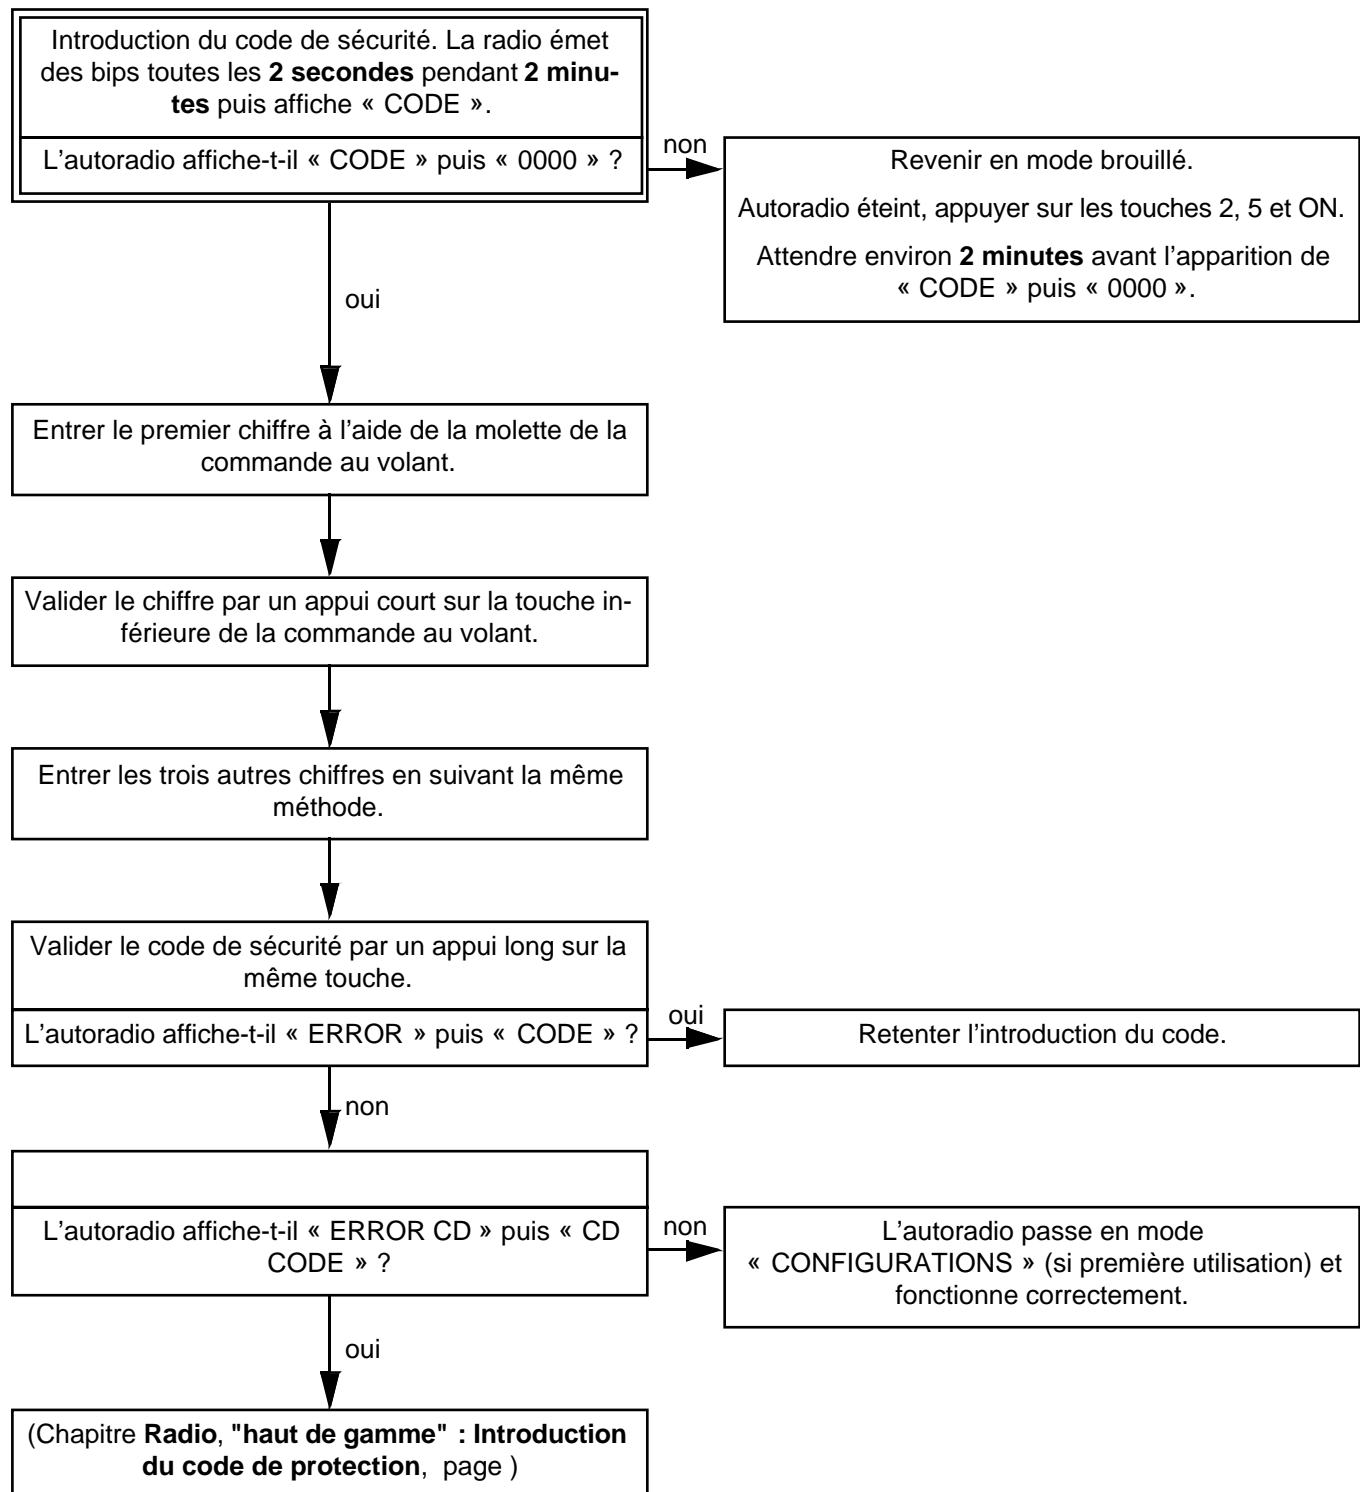 Introduction du code de sécurité. La radio émet
des bips toutes les 2 secondes pendant 2 minu-
tes puis affiche « CODE ».
L'autoradio affiche-t-il « CODE » puis « 0000 » ?
non
Revenir en mode brouillé.
Autoradio éteint, appuyer sur les touches 2, 5 et ON.
Attendre environ 2 minutes avant l'apparition de
« CODE » puis « 0000 ».
oui
Entrer le premier chiffre à l'aide de la molette de la
commande au volant.
Valider le chiffre par un appui court sur la touche in-
férieure de la commande au volant.
Entrer les trois autres chiffres en suivant la même
méthode.
Valider le code de sécurité par un appui long sur la
même touche.
L'autoradio affiche-t-il « ERROR » puis « CODE » ?
oui
Retenter l'introduction du code.
non
L'autoradio affiche-t-il « ERROR CD » puis « CD
CODE » ?
non
L'autoradio passe en mode
« CONFIGURATIONS » (si première utilisation) et
fonctionne correctement.
oui
(Chapitre Radio, "haut de gamme" : Introduction
du code de protection, page )